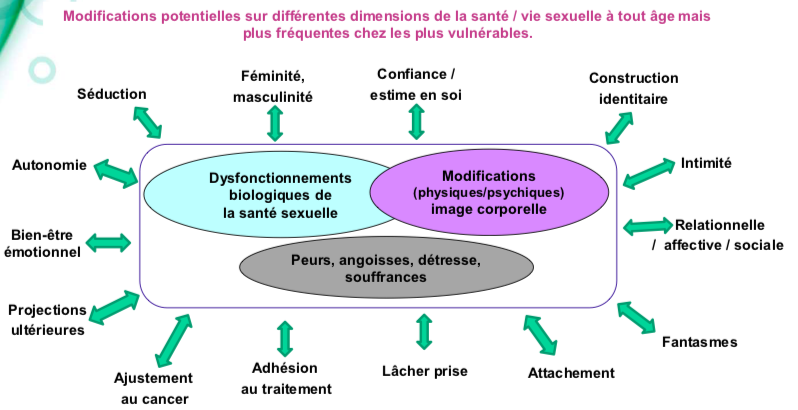 Modifications potentielles sur différentes dimensions de la santé / vie sexuelle à tout âge mais
plus fréquentes chez les plus vulnérables.
Séduction
Féminité,
masculinité
Confiance /
estime en soi
Construction
identitaire
Autonomie
Intimité
Dysfonctionnements
biologiques de
la santé sexuelle
Modifications
(physiques/psychiques)
image corporelle
Bien-être
émotionnel
Relationnelle
/ affective / sociale
Peurs, angoisses, détresse,
souffrances
Projections
ultérieures
Fantasmes
Ajustement
au cancer
Adhésion
au traitement
Lâcher prise
Attachement